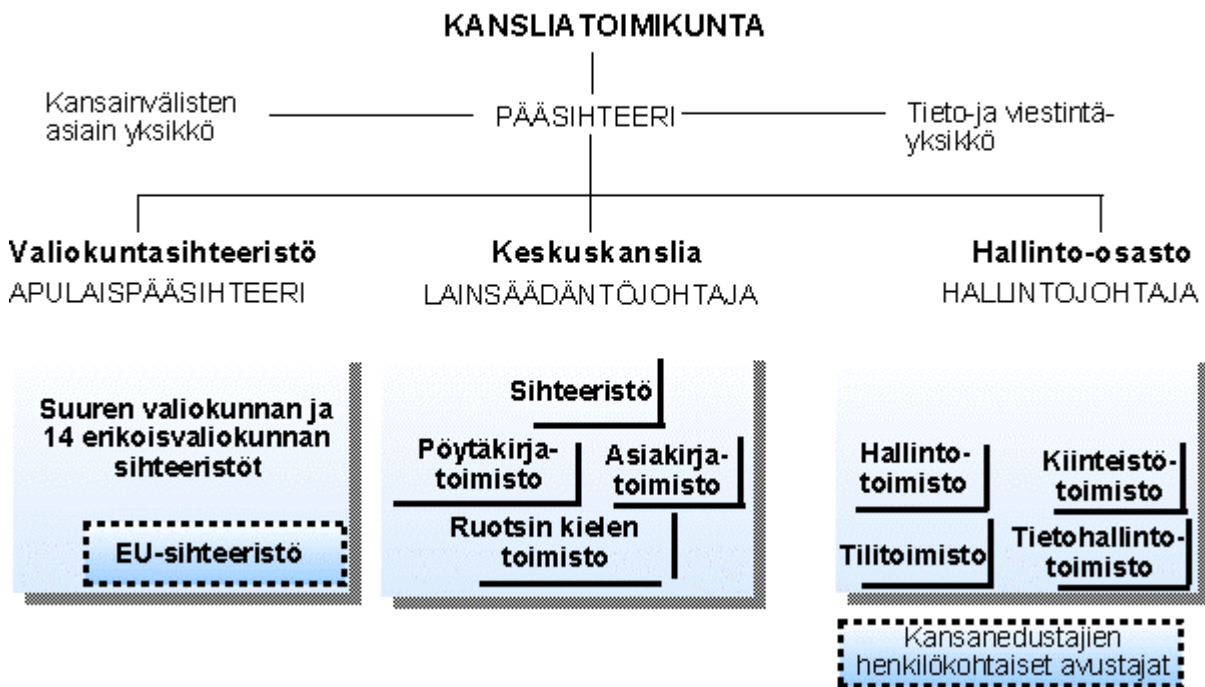 KANSLIATOIMIKUNTA
Kansainvälisten
asiain yksikkö
PÄÄSIHTEERI
Tieto-ja viestintä-
yksikkö
Valiokuntasihteeristö
APULAISPÄÄSIHTEERI
Keskuskanslia
LAINSÄÄDÄNTÖJOHTAJA
Hallinto-osasto
HALLINTOJOHTAJA
Suuren valiokunnan ja
14 erikoisvaliokunnan
sihteeristöt
EU-sihteeristö
Sihteeristö
Pöytäkirja-
toimisto
Asiakirja-
toimisto
Ruotsin kielen
toimisto
Hallinto-
toimisto
Kiinteistö-
toimisto
Tilitoimisto
Tietohallinto-
toimisto
Kansanedustajien
henkilökohtaiset avustajat